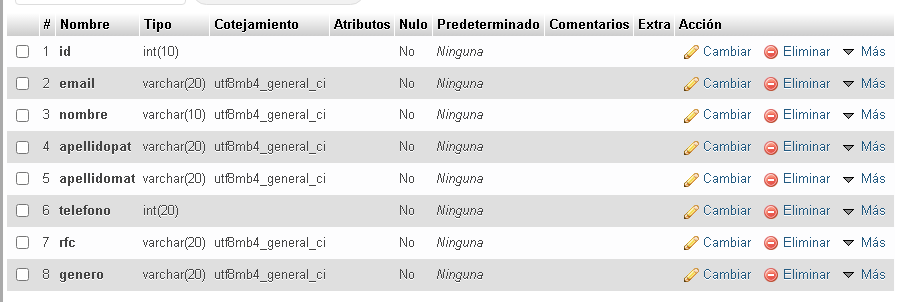 # Nombre Tipo Cotejamiento Atributos Nulo Predeterminado Comentarios Extra Acción
1 id int(10) No Ninguna Cambiar Eliminar Más
2 email varchar(20) utf8mb4_general_ci No Ninguna Cambiar Eliminar Más
3 nombre varchar(10) utf8mb4_general_ci No Ninguna Cambiar Eliminar Más
4 apellidopat varchar(20) utf8mb4_general_ci No Ninguna Cambiar Eliminar Más
5 apellidomat varchar(20) utf8mb4_general_ci No Ninguna Cambiar Eliminar Más
6 telefono int(20) No Ninguna Cambiar Eliminar Más
7 rfc varchar(20) utf8mb4_general_ci No Ninguna Cambiar Eliminar Más
8 genero varchar(20) utf8mb4_general_ci No Ninguna Cambiar Eliminar Más